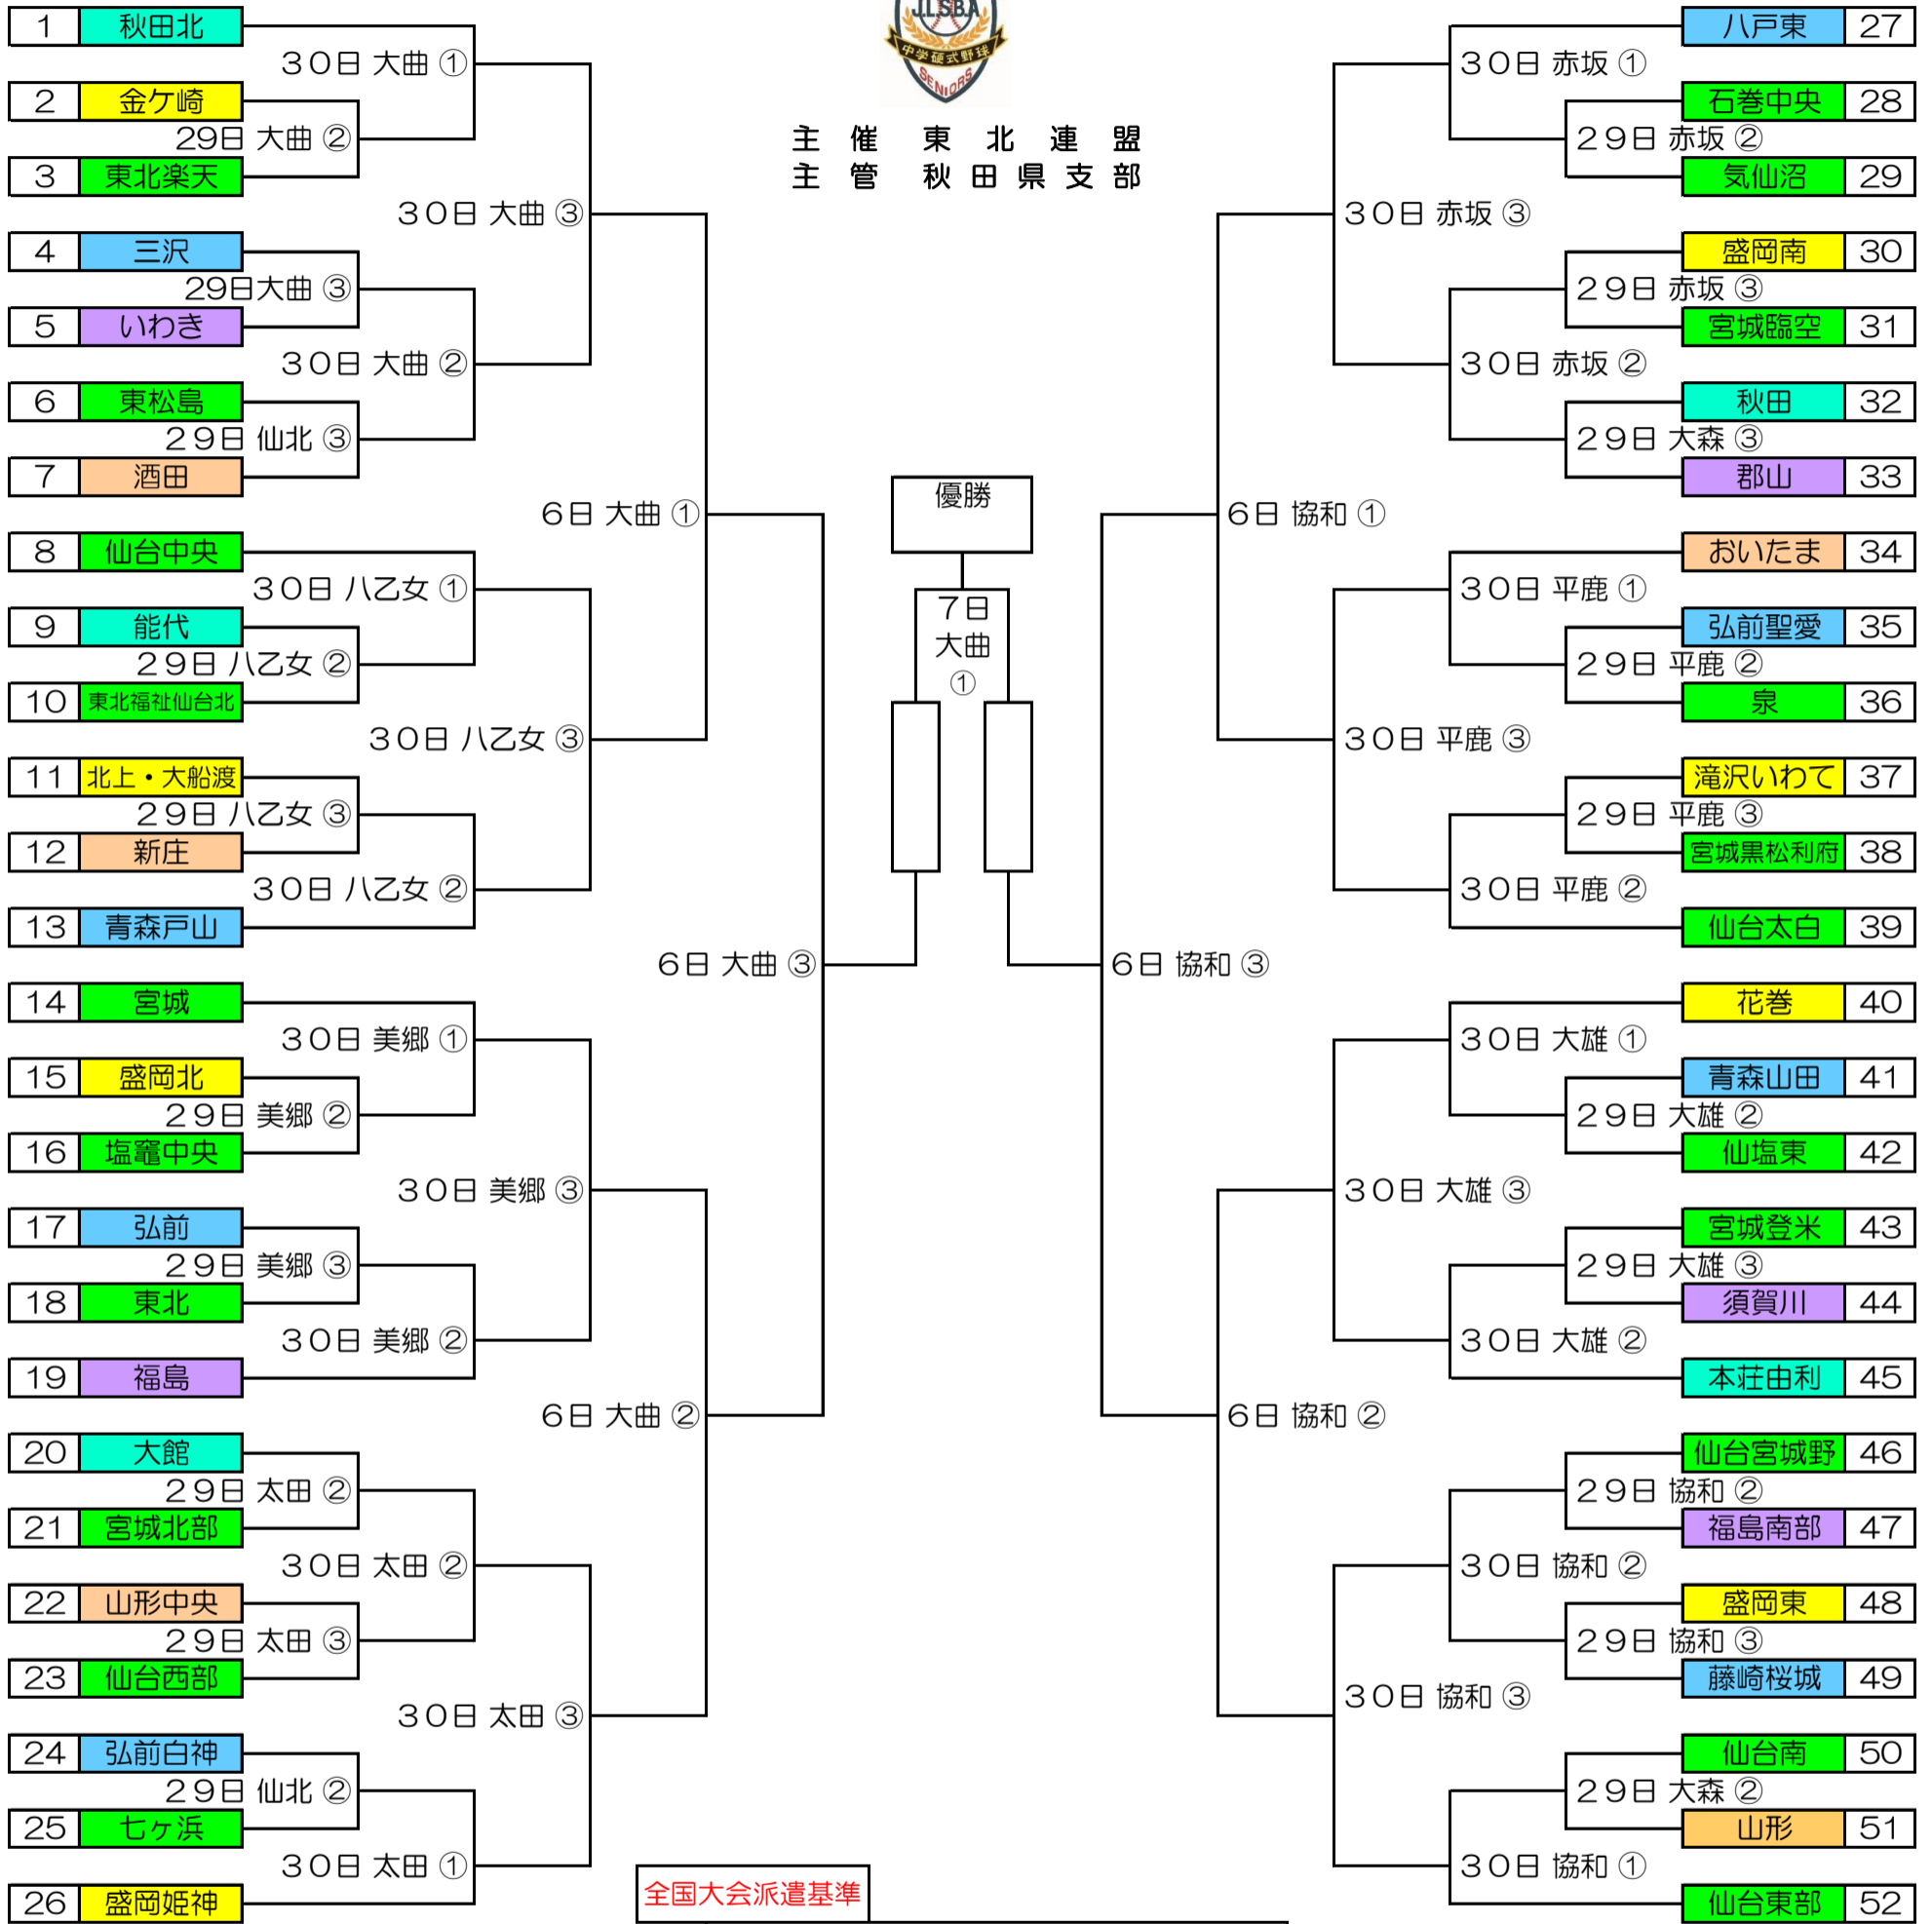 J.L.S.B.A
中学硬式野球
SENIORS
主催 東北連盟
主管 秋田県支部
1 秋田北
30日 大曲 ①
2 金ケ崎
29日 大曲 ②
3 東北楽天
30日 大曲 ③
4 三沢
29日大曲 ③
5 いわき
30日 大曲 ②
6 東松島
29日 仙北 ③
7 酒田
6日 大曲 ①
8 仙台中央
30日 八乙女 ①
9 能代
29日 八乙女 ②
10 東北福祉仙台北
30日 八乙女 ③
11 北上・大船渡
29日 八乙女 ③
12 新庄
30日 八乙女 ②
13 青森戸山
6日 大曲 ③
14 宮城
30日 美郷 ①
15 盛岡北
29日 美郷 ②
16 塩竈中央
30日 美郷 ③
17 弘前
29日 美郷 ③
18 東北
30日 美郷 ②
19 福島
6日 大曲 ②
20 大館
29日 太田 ②
21 宮城北部
30日 太田 ②
22 山形中央
29日 太田 ③
23 仙台西部
30日 太田 ③
24 弘前白神
29日 仙北 ②
25 七ヶ浜
30日 太田 ①
26 盛岡姫神
優勝
7日
大曲
①
八戸東 27
30日 赤坂 ①
石巻中央 28
29日 赤坂 ②
気仙沼 29
30日 赤坂 ③
盛岡南 30
29日 赤坂 ③
宮城臨空 31
30日 赤坂 ②
秋田 32
29日 大森 ③
郡山 33
6日 協和 ①
おいたま 34
30日 平鹿 ①
弘前聖愛 35
29日 平鹿 ②
泉 36
30日 平鹿 ③
滝沢いわて 37
29日 平鹿 ③
宮城黒松利府 38
30日 平鹿 ②
仙台太白 39
6日 協和 ③
花巻 40
30日 大雄 ①
青森山田 41
29日 大雄 ②
仙塩東 42
30日 大雄 ③
宮城登米 43
29日 大雄 ③
須賀川 44
30日 大雄 ②
本荘由利 45
6日 協和 ②
仙台宮城野 46
29日 協和 ②
福島南部 47
30日 協和 ②
盛岡東 48
29日 協和 ③
藤崎桜城 49
30日 協和 ③
仙台南 50
29日 大森 ②
山形 51
30日 協和 ①
仙台東部 52
全国大会派遣基準